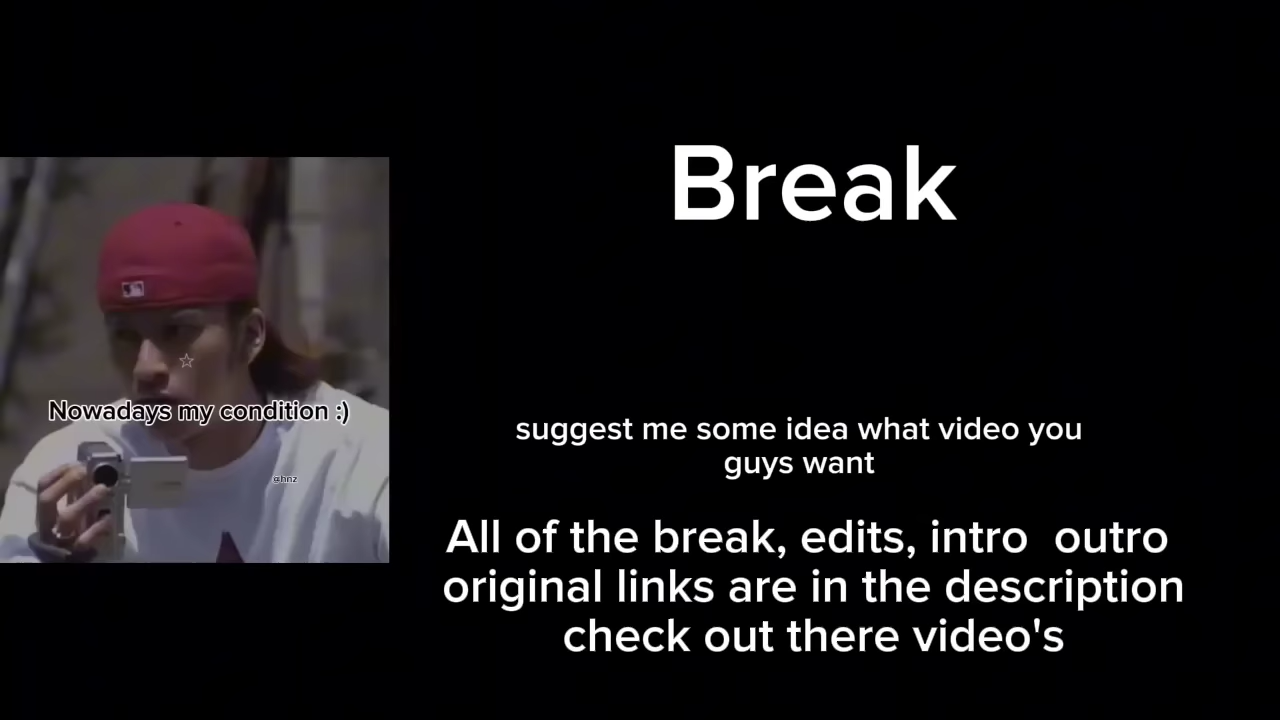 Break
Nowadays my condition :)
@hnz
suggest me some idea what video you
guys want
All of the break, edits, intro  outro
original links are in the description
check out there video's